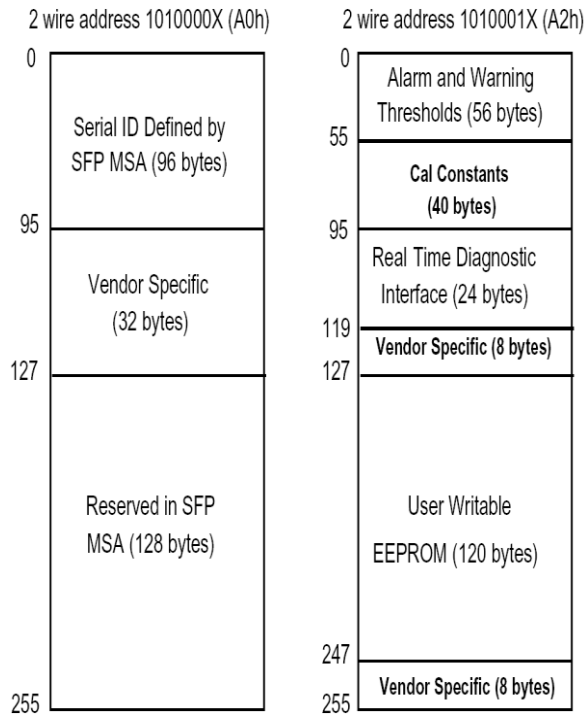 2 wire address 1010000X (A0h)
0
Serial ID Defined by
SFP MSA (96 bytes)
95
Vendor Specific
(32 bytes)
127
Reserved in SFP
MSA (128 bytes)
255
2 wire address 1010001X (A2h)
0
Alarm and Warning
Thresholds (56 bytes)
55
Cal Constants
(40 bytes)
95
Real Time Diagnostic
Interface (24 bytes)
119
Vendor Specific (8 bytes)
127
User Writable
EEPROM (120 bytes)
247
Vendor Specific (8 bytes)
255